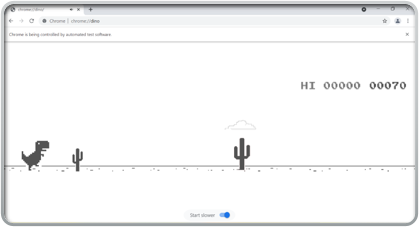 chrome://dino/
Chrome | chrome://dino
Chrome is being controlled by automated test software.
HI 00000 00070
Start slower